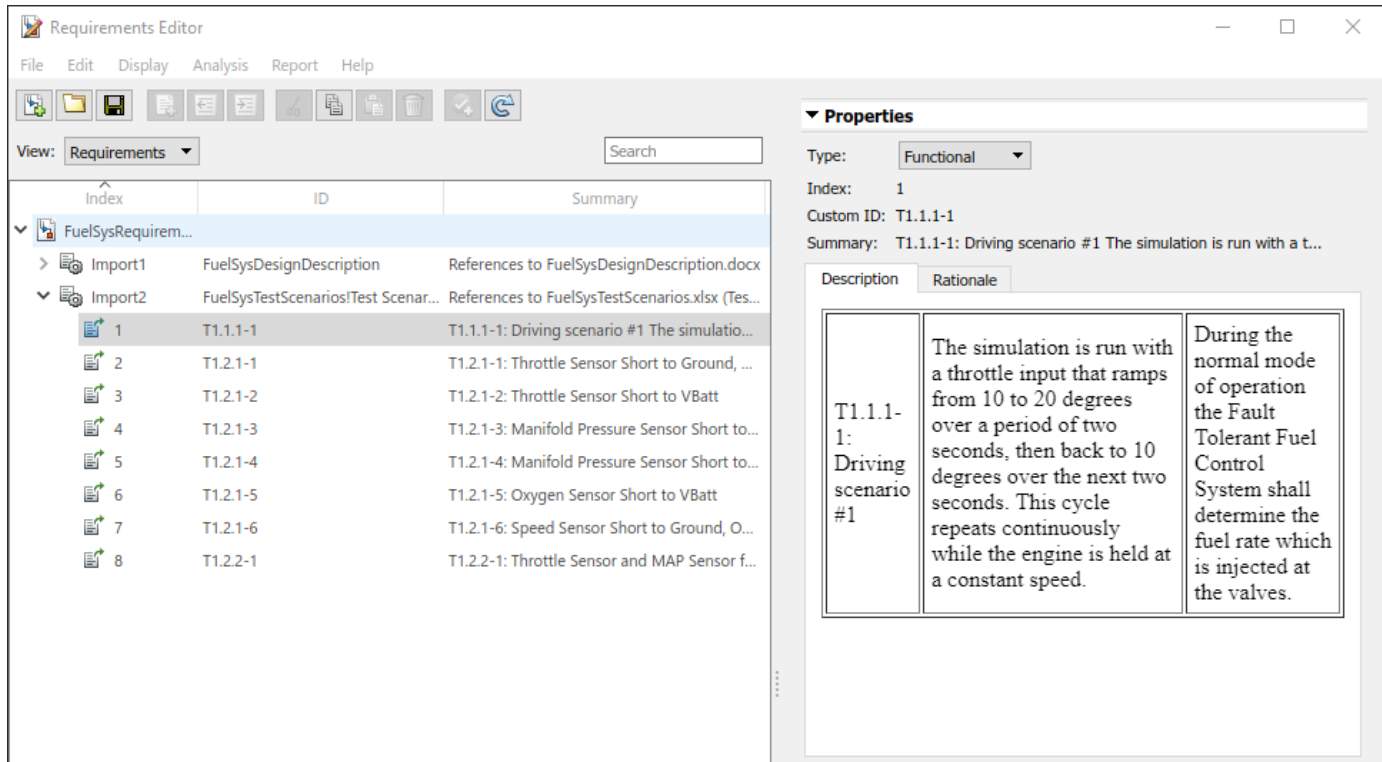 Requirements Editor
File Edit Display Analysis Report Help
View: Requirements Search
Index ID Summary
FuelSysRequirem...
Import1 FuelSysDesignDescription References to FuelSysDesignDescription.docx
Import2 FuelSysTestScenarios!Test Scenar... References to FuelSysTestScenarios.xlsx (Tes...
1 T1.1.1-1 T1.1.1-1: Driving scenario #1 The simulatio...
2 T1.2.1-1 T1.2.1-1: Throttle Sensor Short to Ground, ...
3 T1.2.1-2 T1.2.1-2: Throttle Sensor Short to VBatt
4 T1.2.1-3 T1.2.1-3: Manifold Pressure Sensor Short to...
5 T1.2.1-4 T1.2.1-4: Manifold Pressure Sensor Short to...
6 T1.2.1-5 T1.2.1-5: Oxygen Sensor Short to VBatt
7 T1.2.1-6 T1.2.1-6: Speed Sensor Short to Ground, O...
8 T1.2.2-1 T1.2.2-1: Throttle Sensor and MAP Sensor f...
Properties
Type: Functional
Index: 1
Custom ID: T1.1.1-1
Summary: T1.1.1-1: Driving scenario #1 The simulation is run with a t...
Description Rationale
T1.1.1-
1:
Driving
scenario
#1
The simulation is run with
a throttle input that ramps
from 10 to 20 degrees
over a period of two
seconds, then back to 10
degrees over the next two
seconds. This cycle
repeats continuously
while the engine is held at
a constant speed.
During the
normal mode
of operation
the Fault
Tolerant Fuel
Control
System shall
determine the
fuel rate which
is injected at
the valves.